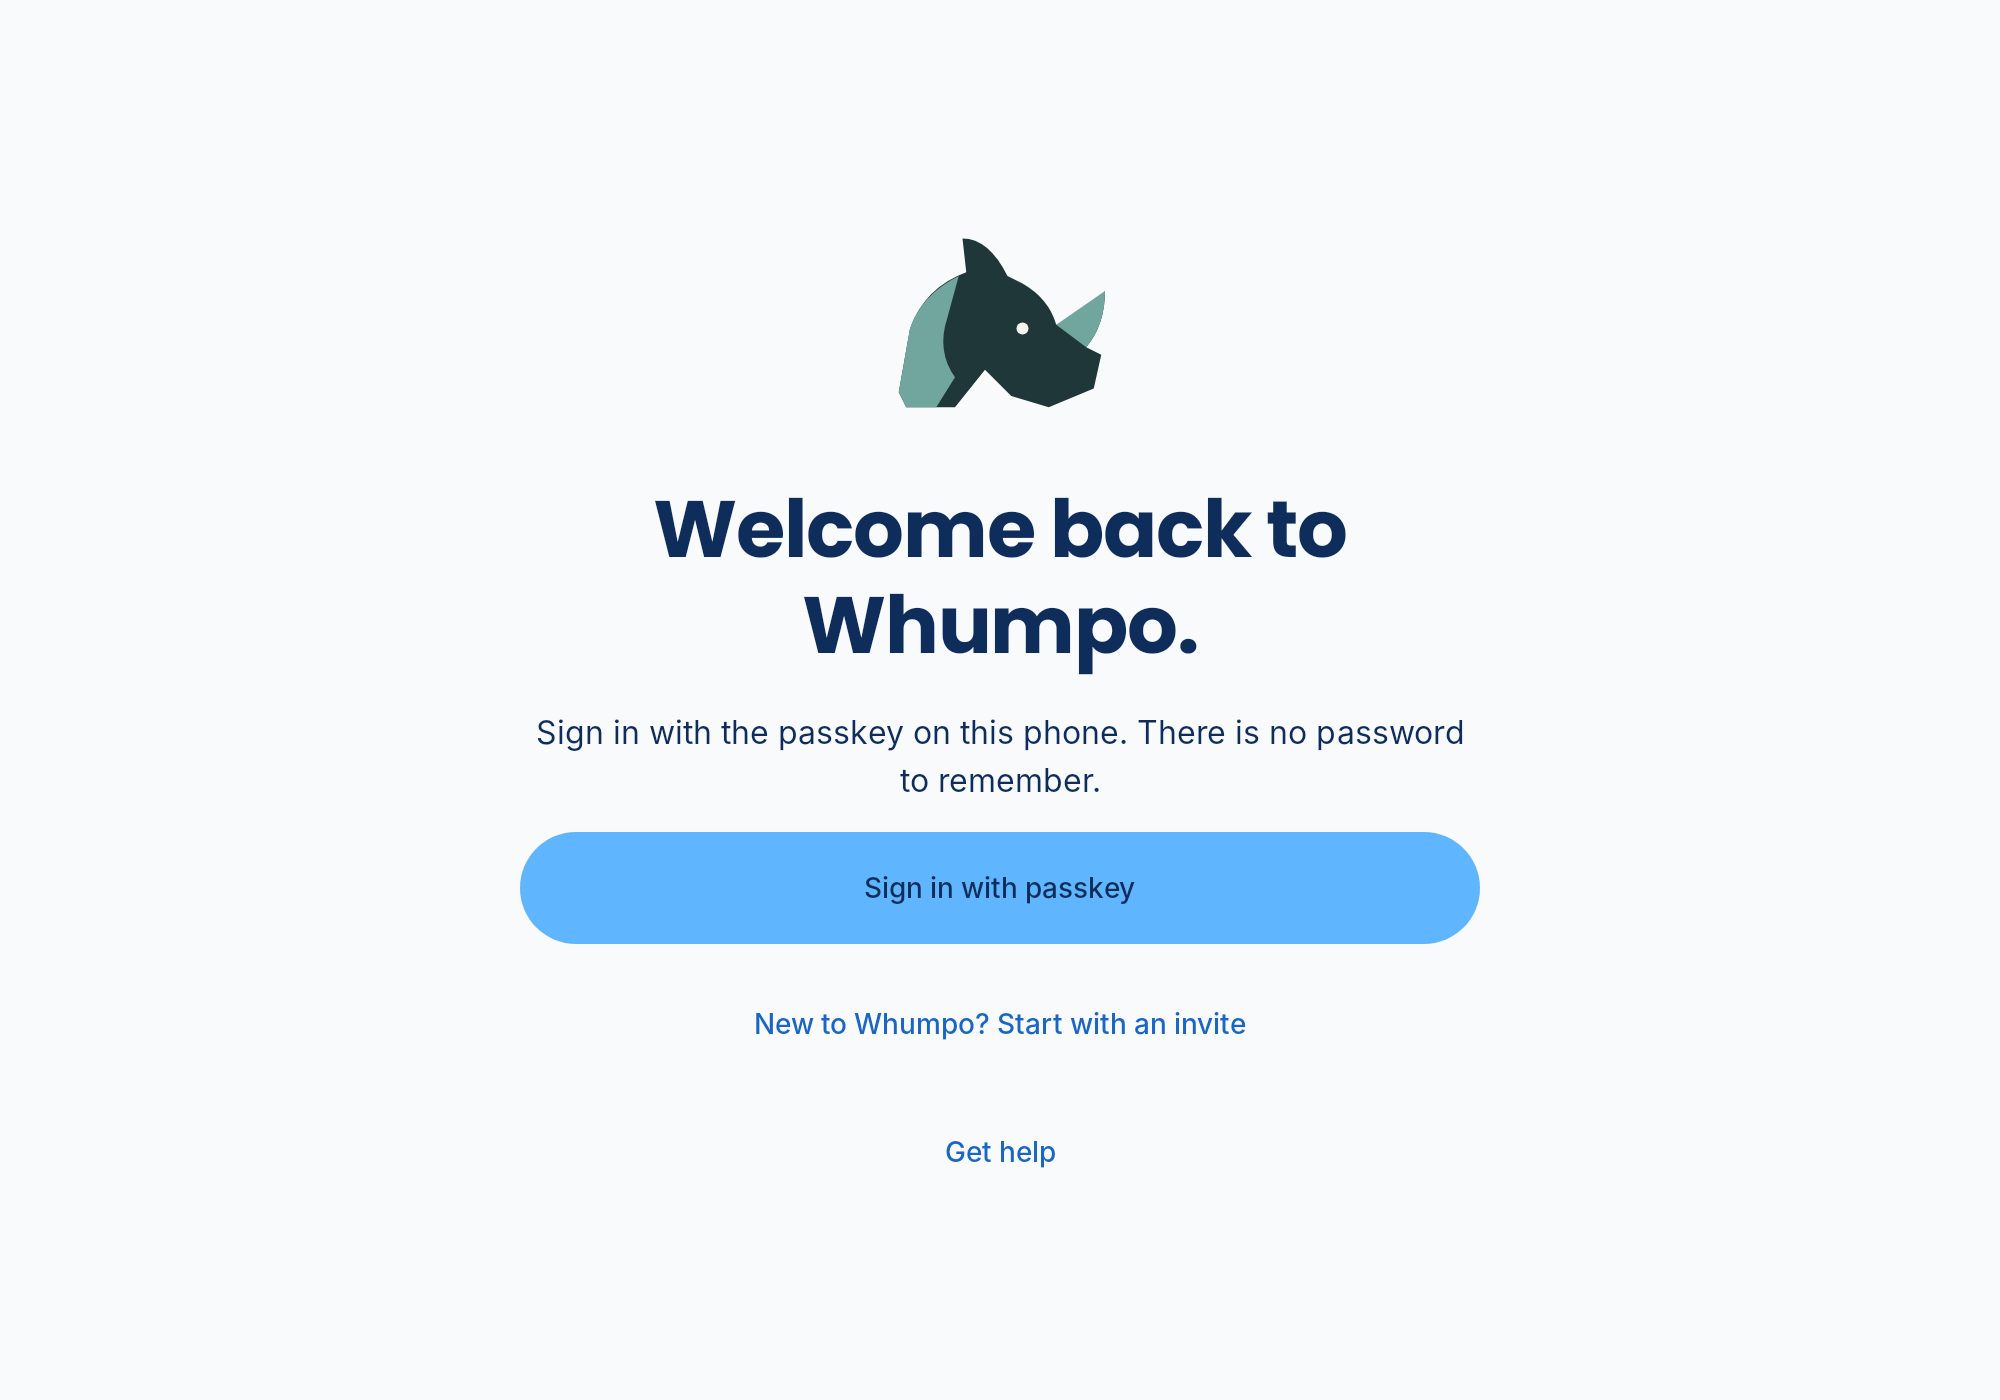 Welcome back to
Whumpo.
Sign in with the passkey on this phone. There is no password
to remember.
Sign in with passkey
New to Whumpo? Start with an invite
Get help